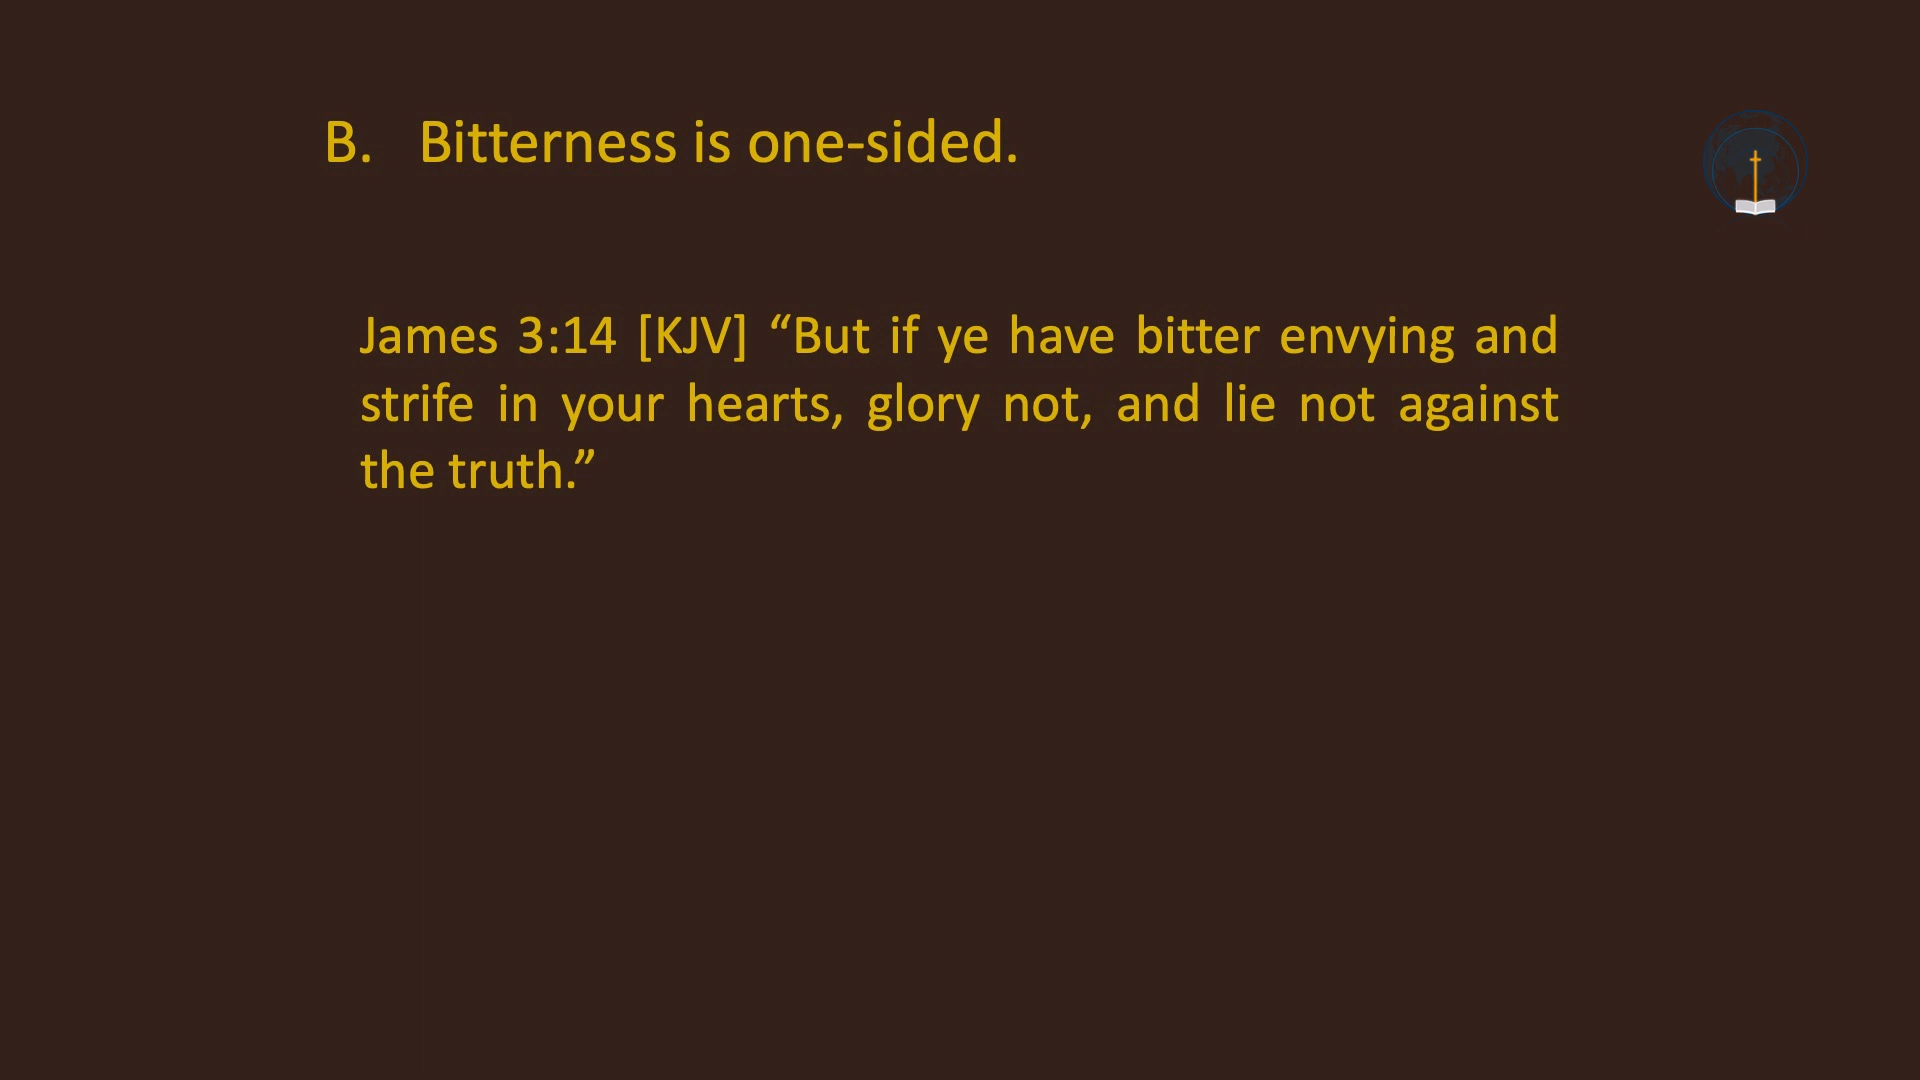 B. Bitterness is one-sided.
James 3:14 [KJV] “But if ye have bitter envying and
strife in your hearts, glory not, and lie not against
the truth.”